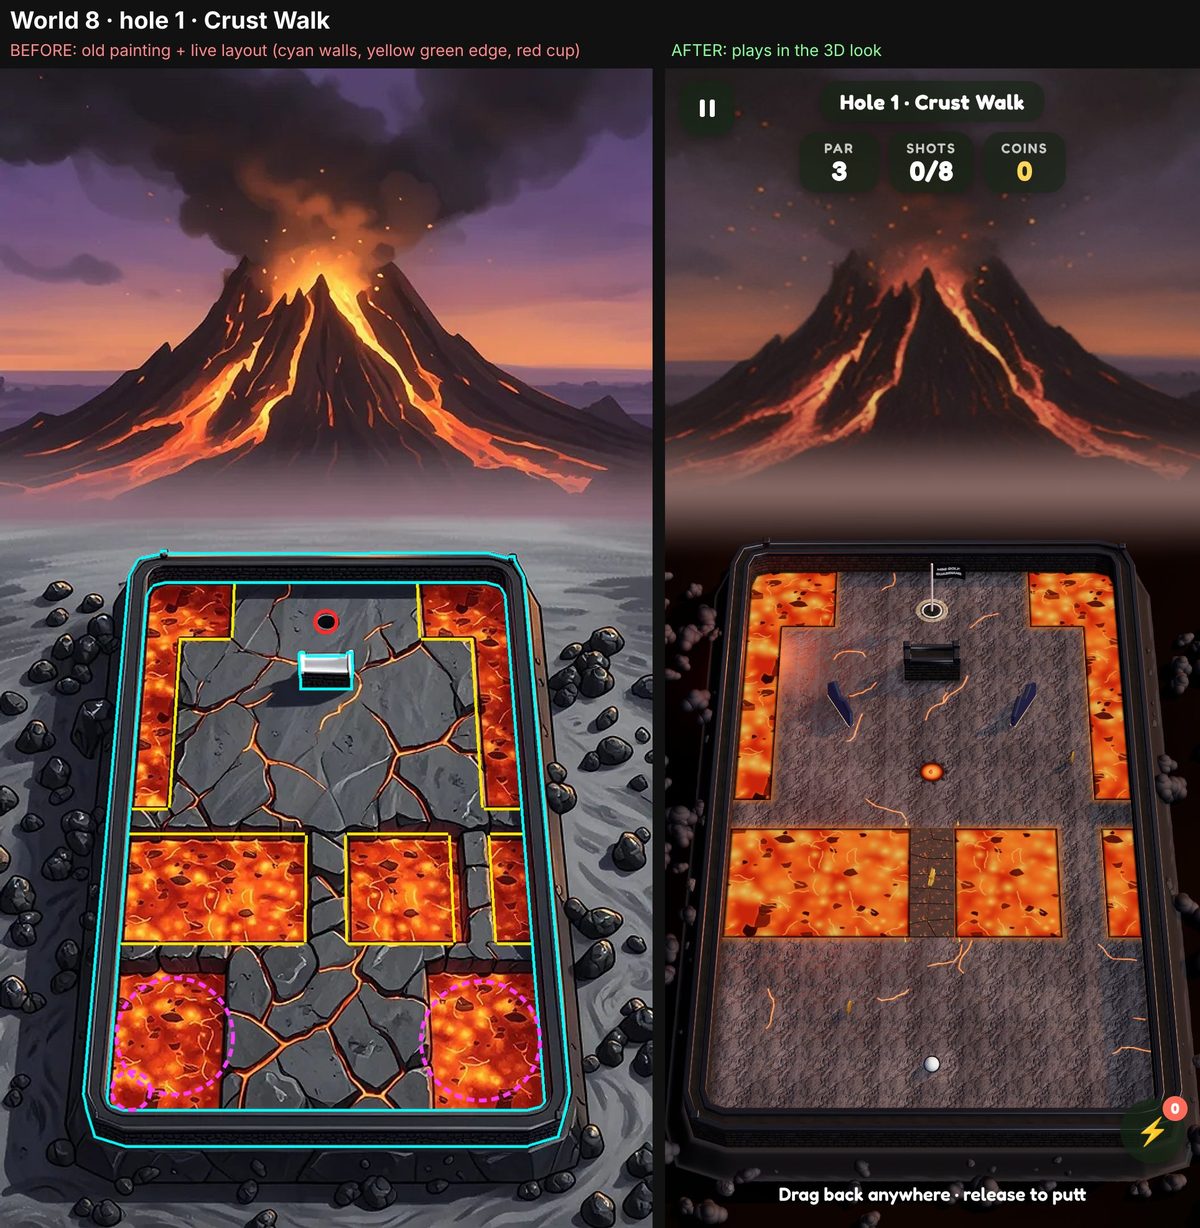 World 8 · hole 1 · Crust Walk
BEFORE: old painting + live layout (cyan walls, yellow green edge, red cup)
AFTER: plays in the 3D look
Hole 1 · Crust Walk
PAR
3
SHOTS
0/8
COINS
0
0
Drag back anywhere · release to putt